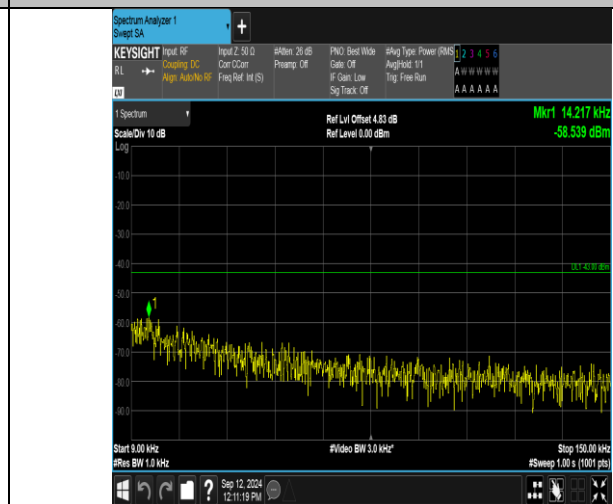 Spectrum Analyzer 1
Swept SA
+
KEYSIGHT Input: RF Input Z: 50 Ω #Atten: 26 dB PNO: Best Wide #Avg Type: Power (RMS 1 2 3 4 5 6
RL Coupling: DC Corr CCorr Preamp: Off Gate: Off Avg|Hold: 1/1 A W W W W W
Align: Auto/No RF Freq Ref: Int (S) IF Gain: Low Trig: Free Run
LXI Sig Track: Off A A A A A A
1 Spectrum Ref Lvl Offset 4.83 dB Mkr1 14.217 kHz
Scale/Div 10 dB Ref Level 0.00 dBm -58.539 dBm
Log
-10.0
-20.0
-30.0
-40.0
DL1 -43.00 dBm
-50.0
1
-60.0
-70.0
-80.0
-90.0
Start 9.00 kHz #Video BW 3.0 kHz* Stop 150.00 kHz
#Res BW 1.0 kHz #Sweep 1.00 s (1001 pts)
? Sep 12, 2024
12:11:19 PM